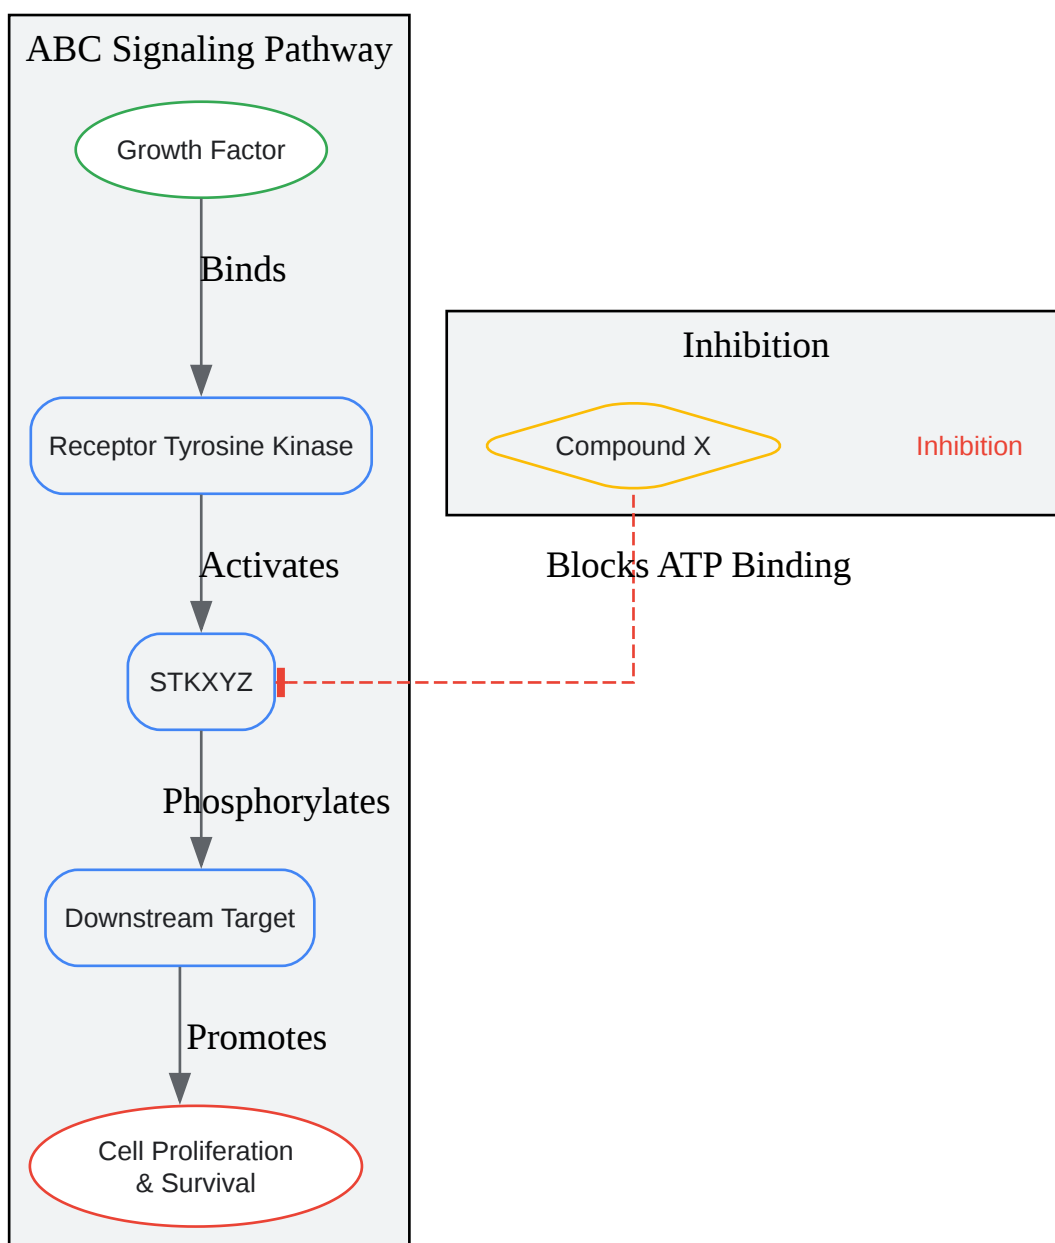 ABC Signaling Pathway
Growth Factor
Binds
Receptor Tyrosine Kinase
Activates
STKXYZ
Phosphorylates
Downstream Target
Promotes
Cell Proliferation
& Survival
Inhibition
Compound X
Inhibition
Blocks ATP Binding